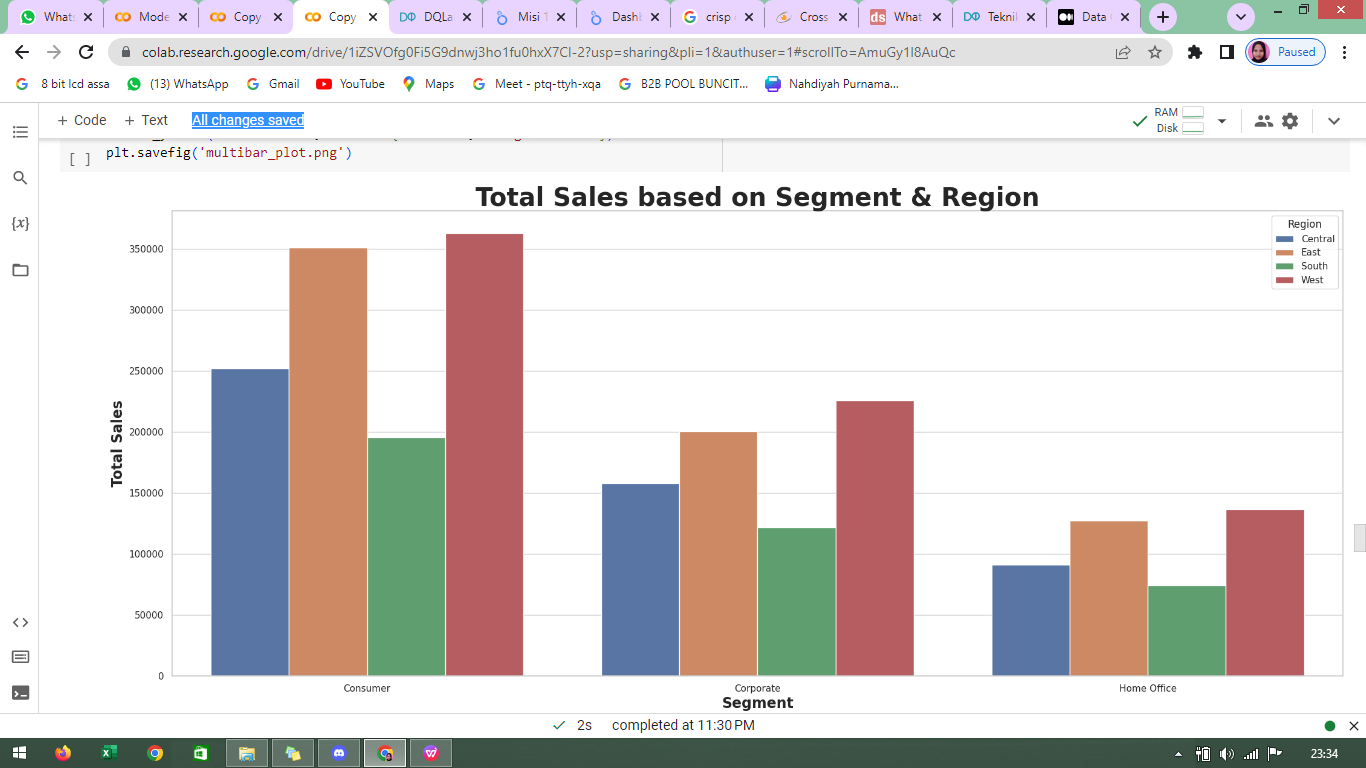 Whats
Mode
Copy
Copy
DQLa
Misi T
Dashl
crisp
Cross
What
Tekni
Data
colab.research.google.com/drive/1iZSVOfg0Fi5G9dnwj3ho1fu0hxX7CI-2?usp=sharing&pli=1&authuser=1#scrollTo=AmuGy1I8AuQc
Paused
8 bit lcd assa
(13) WhatsApp
Gmail
YouTube
Maps
Meet - ptq-ttyh-xqa
B2B POOL BUNCIT...
Nahdiyah Purnama...
+ Code + Text All changes saved
RAM
Disk
[ ] plt.savefig('multibar_plot.png')
{x}
Total Sales based on Segment & Region
Region
Central
East
South
West
350000
300000
250000
200000
150000
100000
50000
0
Total Sales
Consumer Corporate Home Office
Segment
2s completed at 11:30 PM
23:34